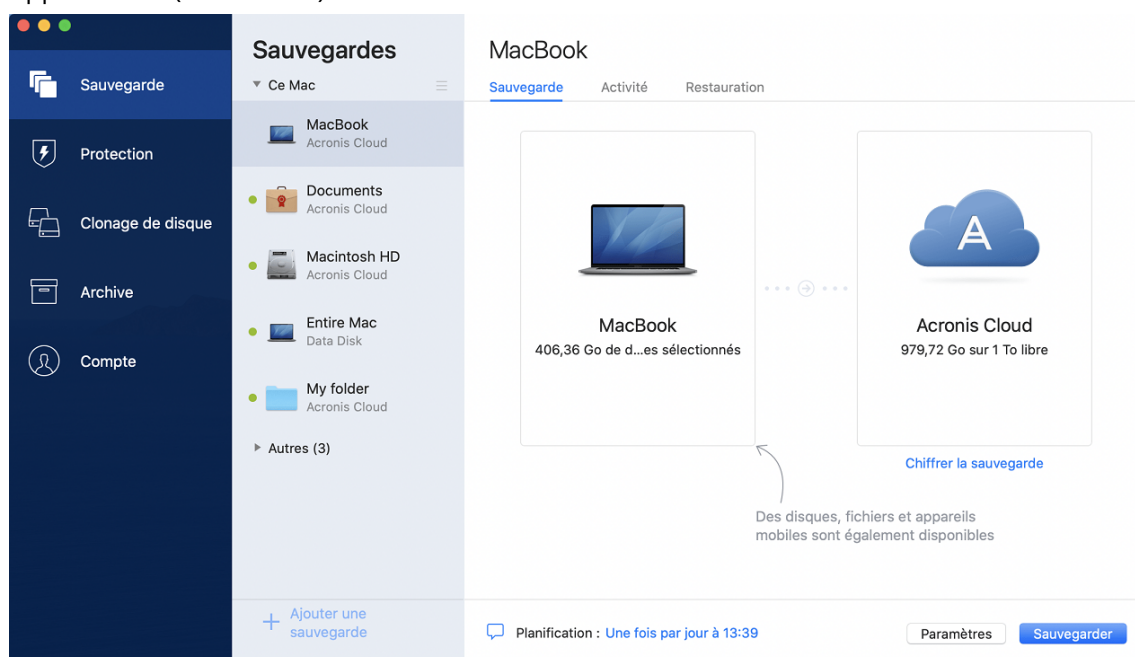 Sauvegarde
Protection
Clonage de disque
Archive
Compte
Sauvegardes
Ce Mac
MacBook
Acronis Cloud
Documents
Acronis Cloud
Macintosh HD
Acronis Cloud
Entire Mac
Data Disk
My folder
Acronis Cloud
Autres (3)
Ajouter une
sauvegarde
MacBook
Sauvegarde Activité Restauration
MacBook
406,36 Go de d...es sélectionnés
Acronis Cloud
979,72 Go sur 1 To libre
Chiffrer la sauvegarde
Des disques, fichiers et appareils
mobiles sont également disponibles
Planification : Une fois par jour à 13:39
Paramètres
Sauvegarder